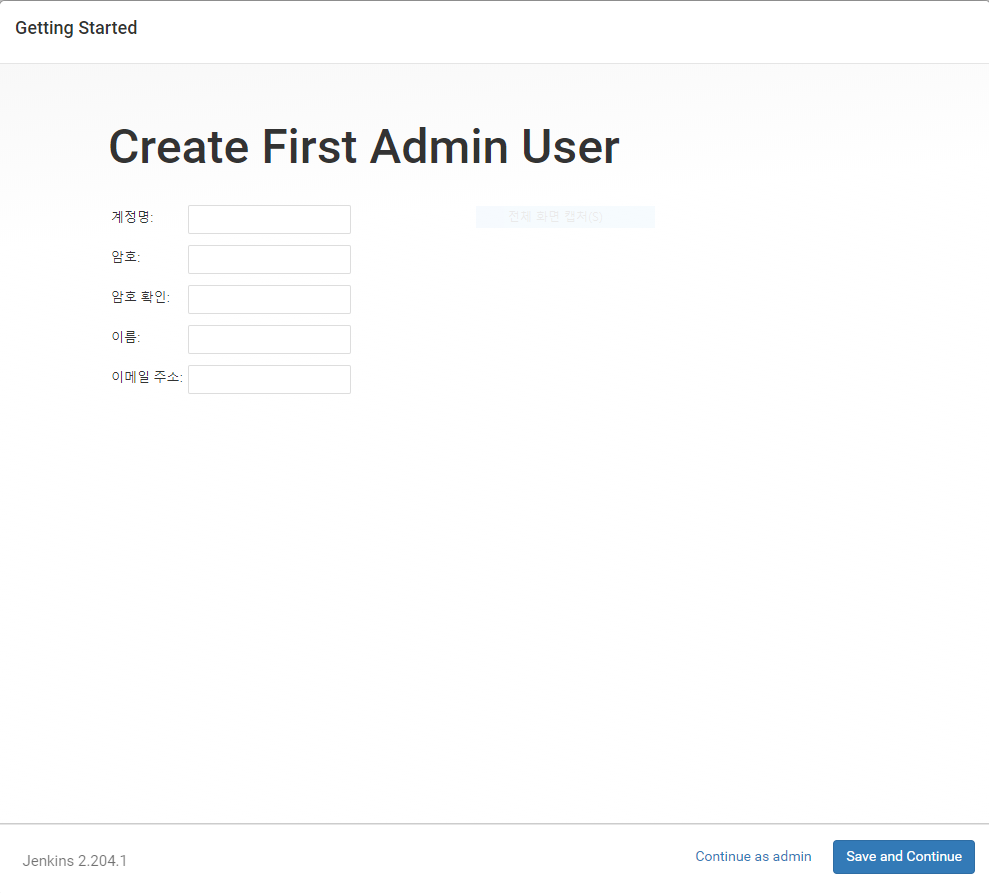 Getting Started
Create First Admin User
계정명:
전체 화면 캡처(S)
암호:
암호 확인:
이름:
이메일 주소:
Jenkins 2.204.1
Continue as admin
Save and Continue